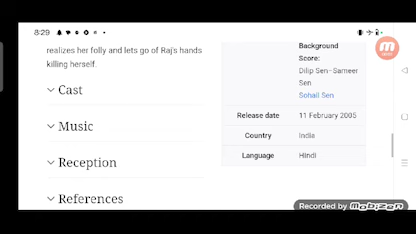 8:29
realizes her folly and lets go of Raj's hands
killing herself.
Cast
Music
Reception
References
Background
Score:
Dilip Sen–Sameer
Sen
Sohail Sen
Release date 11 February 2005
Country India
Language Hindi
Recorded by mobizen